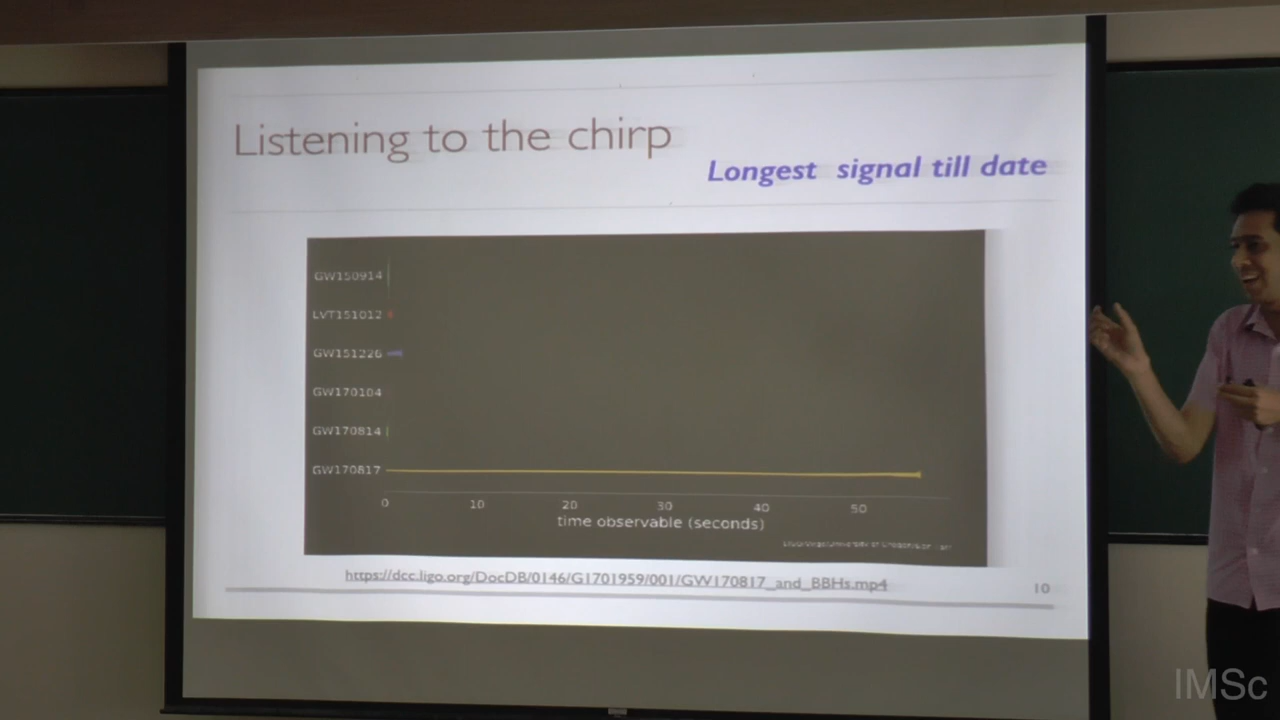 Listening to the chirp
Longest signal till date
GW150914
LVT151012
GW151226
GW170104
GW170814
GW170817
0 10 20 30 40 50
time observable (seconds)
https://dcc.ligo.org/DocDB/0146/G1701959/001/GW170817_and_BBHs.mp4
10
IMSc